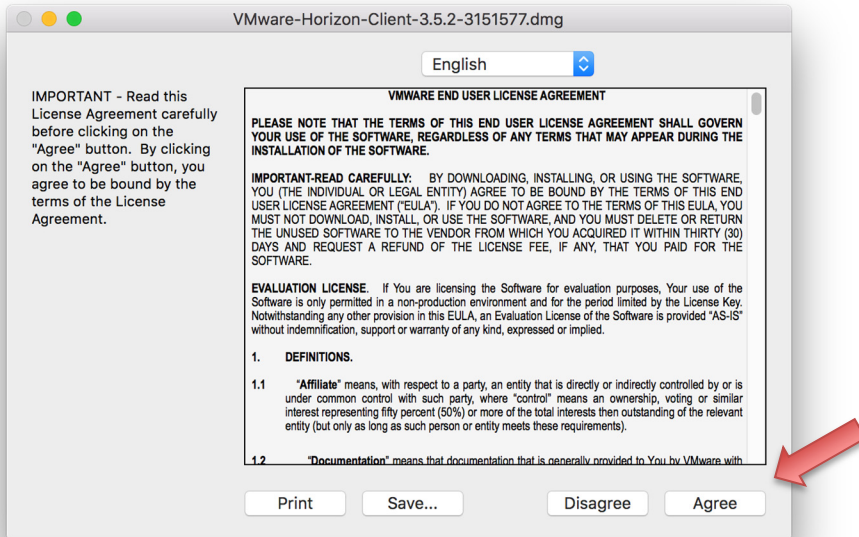 VMware-Horizon-Client-3.5.2-3151577.dmg
English
IMPORTANT - Read this
License Agreement carefully
before clicking on the
"Agree" button. By clicking
on the "Agree" button, you
agree to be bound by the
terms of the License
Agreement.
VMWARE END USER LICENSE AGREEMENT
PLEASE NOTE THAT THE TERMS OF THIS END USER LICENSE AGREEMENT SHALL GOVERN
YOUR USE OF THE SOFTWARE, REGARDLESS OF ANY TERMS THAT MAY APPEAR DURING THE
INSTALLATION OF THE SOFTWARE.
IMPORTANT-READ CAREFULLY: BY DOWNLOADING, INSTALLING, OR USING THE SOFTWARE,
YOU (THE INDIVIDUAL OR LEGAL ENTITY) AGREE TO BE BOUND BY THE TERMS OF THIS END
USER LICENSE AGREEMENT (“EULA”). IF YOU DO NOT AGREE TO THE TERMS OF THIS EULA, YOU
MUST NOT DOWNLOAD, INSTALL, OR USE THE SOFTWARE, AND YOU MUST DELETE OR RETURN
THE UNUSED SOFTWARE TO THE VENDOR FROM WHICH YOU ACQUIRED IT WITHIN THIRTY (30)
DAYS AND REQUEST A REFUND OF THE LICENSE FEE, IF ANY, THAT YOU PAID FOR THE
SOFTWARE.
EVALUATION LICENSE. If You are licensing the Software for evaluation purposes, Your use of the
Software is only permitted in a non-production environment and for the period limited by the License Key.
Notwithstanding any other provision in this EULA, an Evaluation License of the Software is provided “AS-IS”
without indemnification, support or warranty of any kind, expressed or implied.
1. DEFINITIONS.
1.1 “Affiliate” means, with respect to a party, an entity that is directly or indirectly controlled by or is
under common control with such party, where “control” means an ownership, voting or similar
interest representing fifty percent (50%) or more of the total interests then outstanding of the relevant
entity (but only as long as such person or entity meets these requirements).
1.2 “Documentation” means that documentation that is generally provided to You by VMware with
Print Save... Disagree Agree